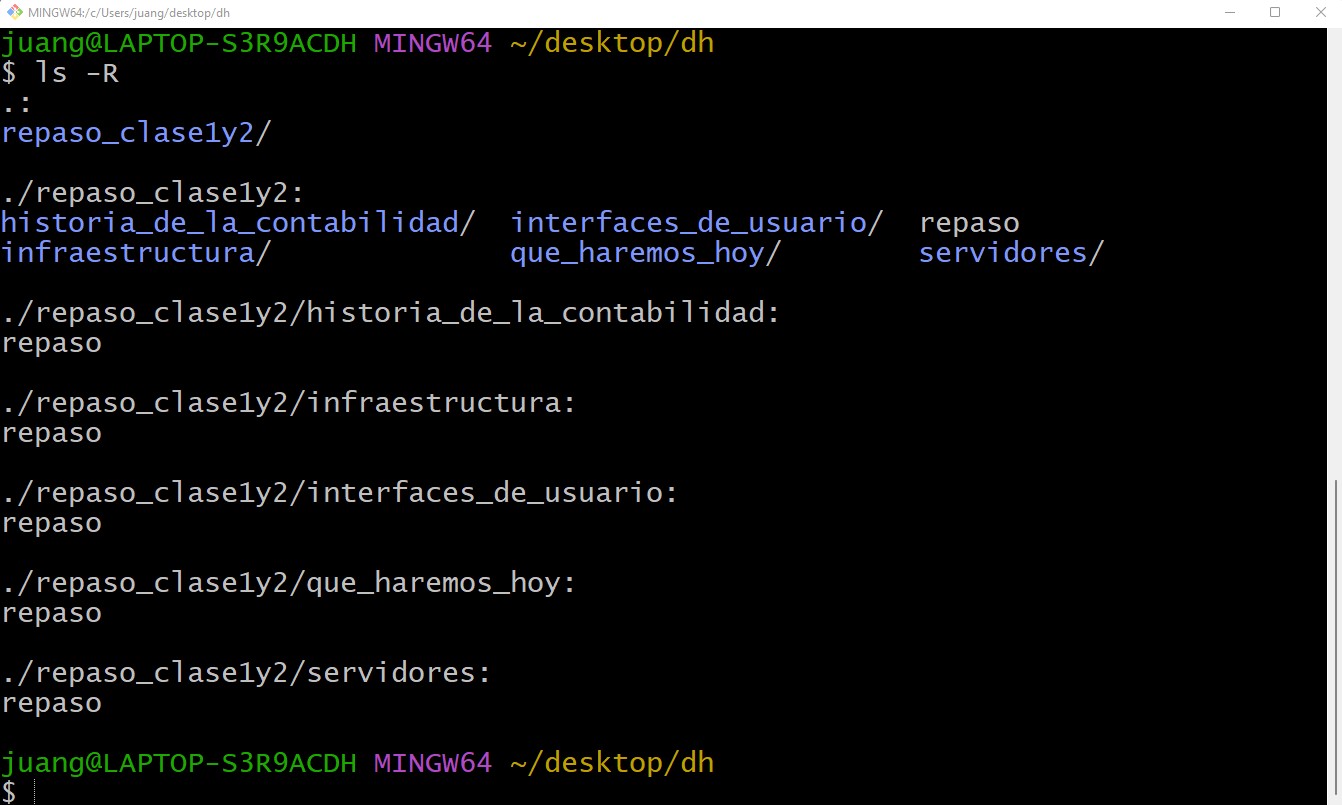 MINGW64:/c/Users/juang/desktop/dh
juang@LAPTOP-S3R9ACDH MINGW64 ~/desktop/dh
$ ls -R
.:
repaso_clase1y2/
./repaso_clase1y2:
historia_de_la_contabilidad/  interfaces_de_usuario/  repaso
infraestructura/              que_haremos_hoy/        servidores/
./repaso_clase1y2/historia_de_la_contabilidad:
repaso
./repaso_clase1y2/infraestructura:
repaso
./repaso_clase1y2/interfaces_de_usuario:
repaso
./repaso_clase1y2/que_haremos_hoy:
repaso
./repaso_clase1y2/servidores:
repaso
juang@LAPTOP-S3R9ACDH MINGW64 ~/desktop/dh
$